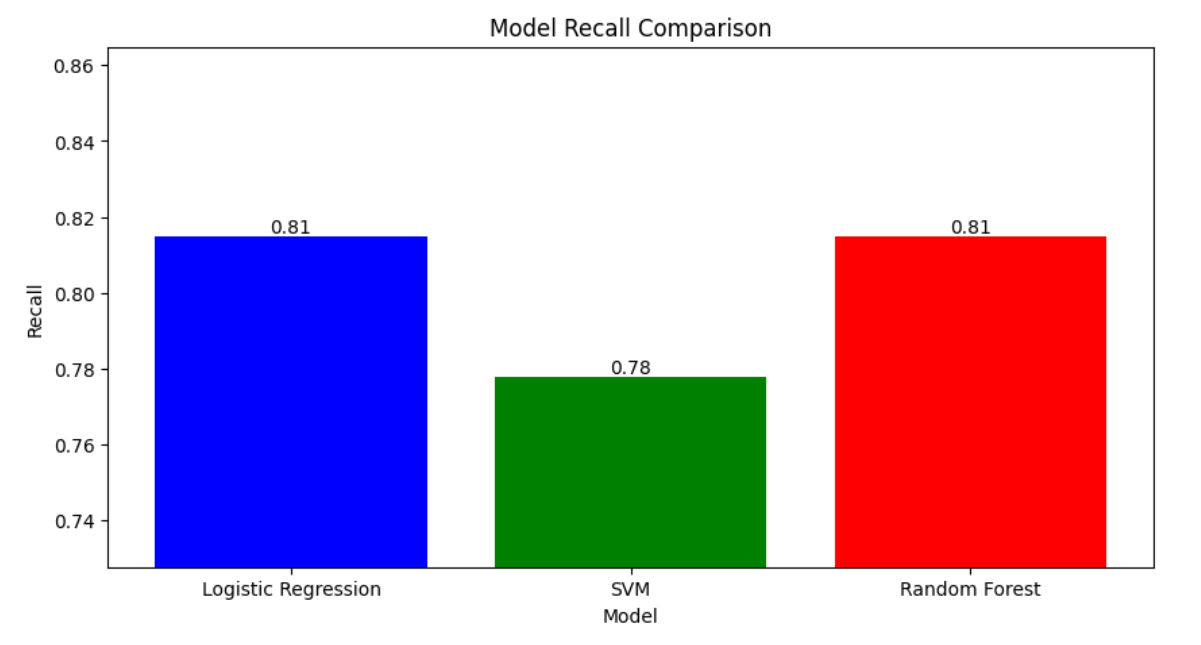 Model Recall Comparison
0.86
0.84
0.82
0.80
0.78
0.76
0.74
Recall
0.81
0.78
0.81
Logistic Regression
SVM
Random Forest
Model